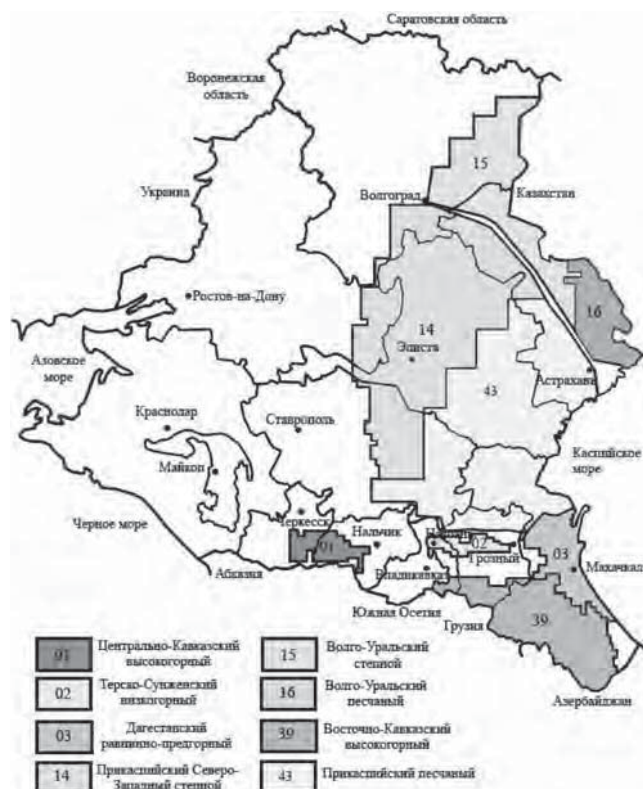 Саратовская область
Воронежская
область
15
Украина
Волгоград
Казахстан
Ростов-на-Дону
16
14
Элиста
Азовское
море
43
Астрахань
Краснодар
Ставрополь
Майкоп
Каспийское
море
Черное море
Черкесск
Нальчик
02
Грозный
03
91
Махачкал
Абхазия
Владикавказ
Южная Осетия
Грузия
39
Азербайджан
91 Центрально-Кавказский
высокогорный
02 Терско-Сунженский
низкогорный
03 Дагестанский
равнинно-предгорный
14 Прикаспийский Северо-
Западный степной
15 Волго-Уральский
степной
16 Волго-Уральский
песчаный
39 Восточно-Кавказский
высокогорный
43 Прикаспийский песчаный